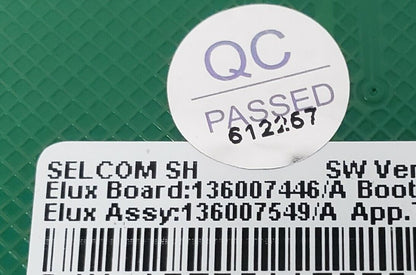 QC
PASSED
612267
SELCOM SH SW Ver
Elux Board:136007446/A Boot
Elux Assy:136007549/A App.